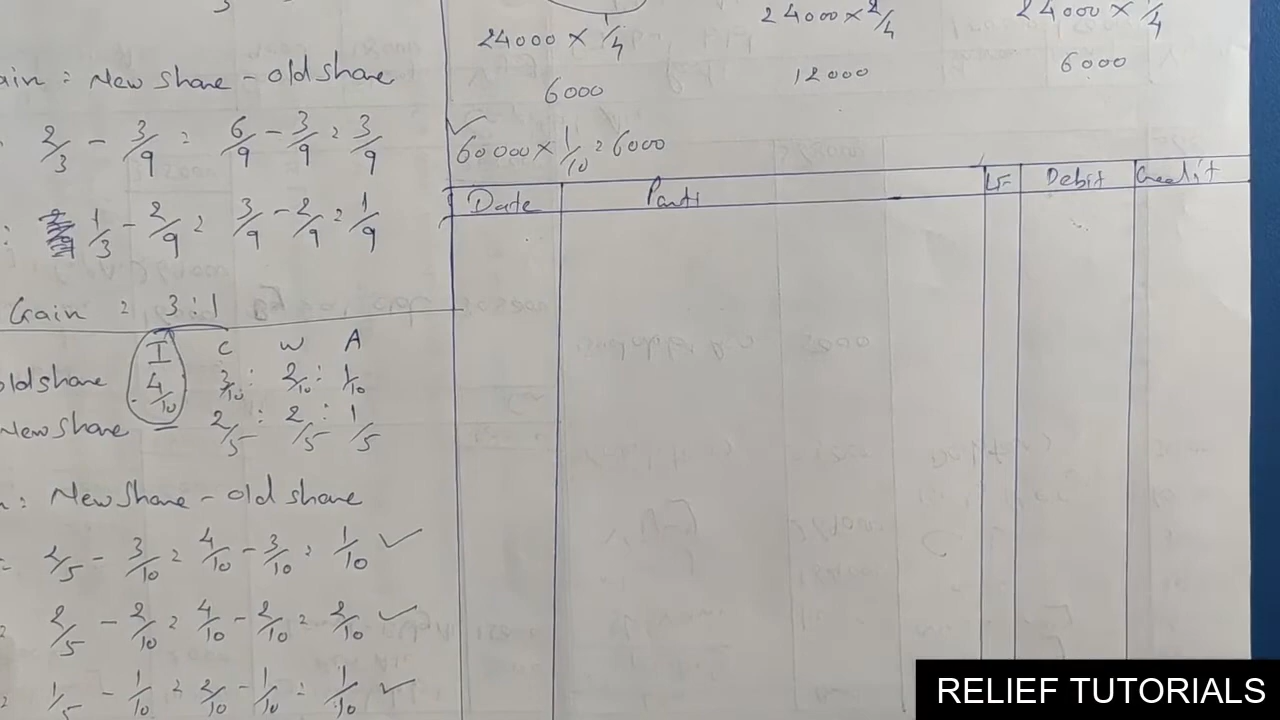 24000 × 1/4
24000 × 2/4
24000 × 1/4
6000
12000
6000
60000 × 1/10 = 6000
Date Parti LF Debit Credit
ain = New share - old share
2/3 - 3/9 = 6/9 - 3/9 = 3/9
: 1/3 - 2/9 = 3/9 - 2/9 = 1/9
Gain = 3:1
I C W A
old share 4/10 3/10 : 2/10 : 1/10
New share = 2/5 : 2/5 : 1/5
n: New share - old share
= 2/5 - 3/10 = 4/10 - 3/10 = 1/10 ✓
= 2/5 - 2/10 = 4/10 - 2/10 = 2/10 ✓
= 1/5 - 1/10 = 2/10 - 1/10 = 1/10 ✓
RELIEF TUTORIALS